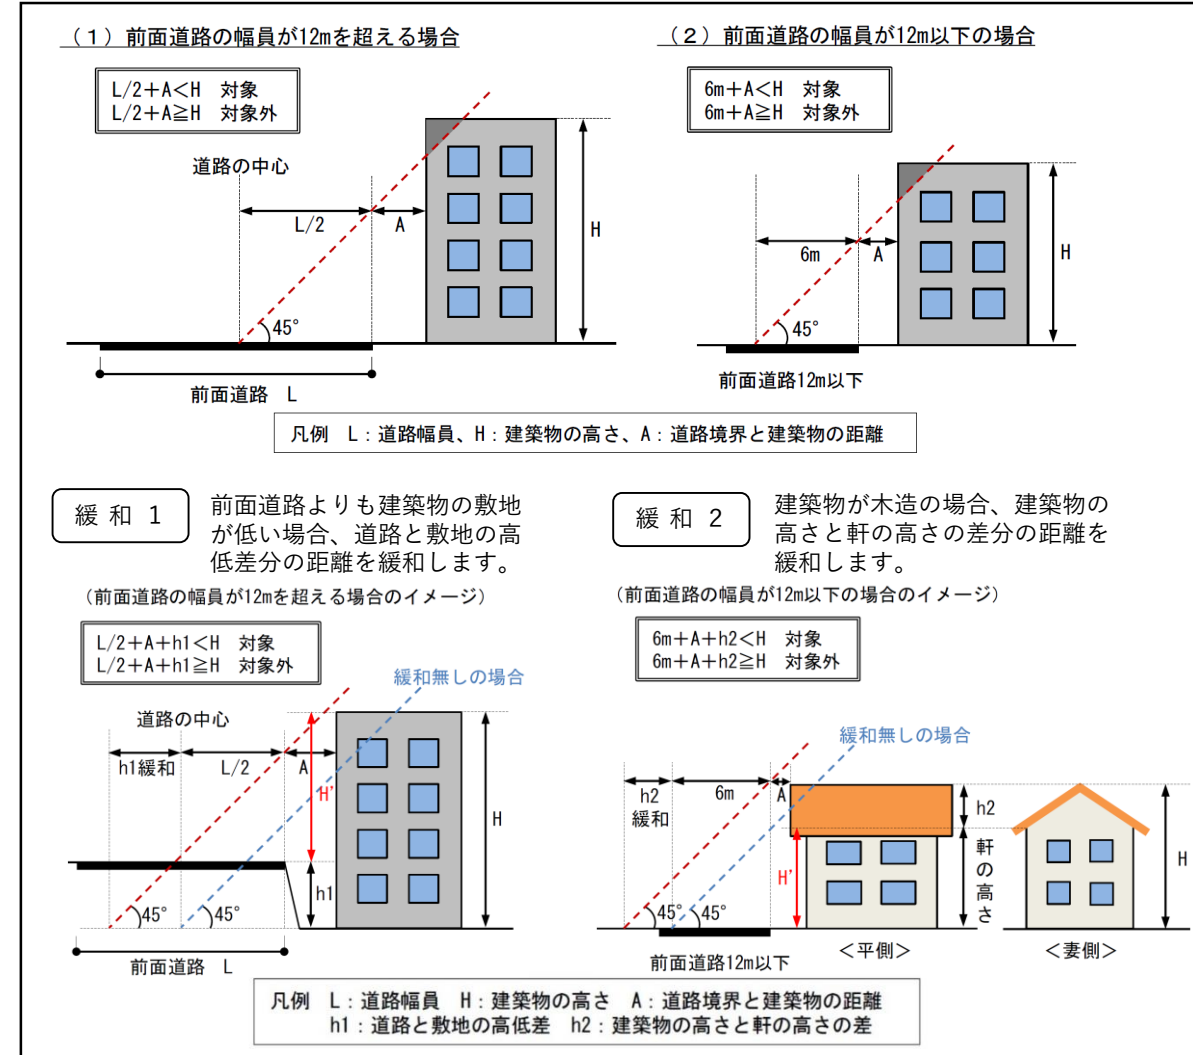 (1)前面道路の幅員が12mを超える場合
L/2+A<H 対象
L/2+A≧H 対象外
道路の中心
L/2
A
H
45°
前面道路 L
(2)前面道路の幅員が12m以下の場合
6m+A<H 対象
6m+A≧H 対象外
6m
A
H
45°
前面道路12m以下
凡例 L:道路幅員、H:建築物の高さ、A:道路境界と建築物の距離
緩和1
前面道路よりも建築物の敷地
が低い場合、道路と敷地の高
低差分の距離を緩和します。
(前面道路の幅員が12mを超える場合のイメージ)
L/2+A+h1<H 対象
L/2+A+h1≧H 対象外
緩和無しの場合
道路の中心
h1緩和
L/2
A
H'
H
h1
45°
45°
前面道路 L
緩和2
建築物が木造の場合、建築物の
高さと軒の高さの差分の距離を
緩和します。
(前面道路の幅員が12m以下の場合のイメージ)
6m+A+h2<H 対象
6m+A+h2≧H 対象外
緩和無しの場合
h2
緩和
6m
A
h2
H'
軒の高さ
H
45°
45°
前面道路12m以下
<平側>
<妻側>
凡例 L:道路幅員 H:建築物の高さ A:道路境界と建築物の距離
h1:道路と敷地の高低差 h2:建築物の高さと軒の高さの差